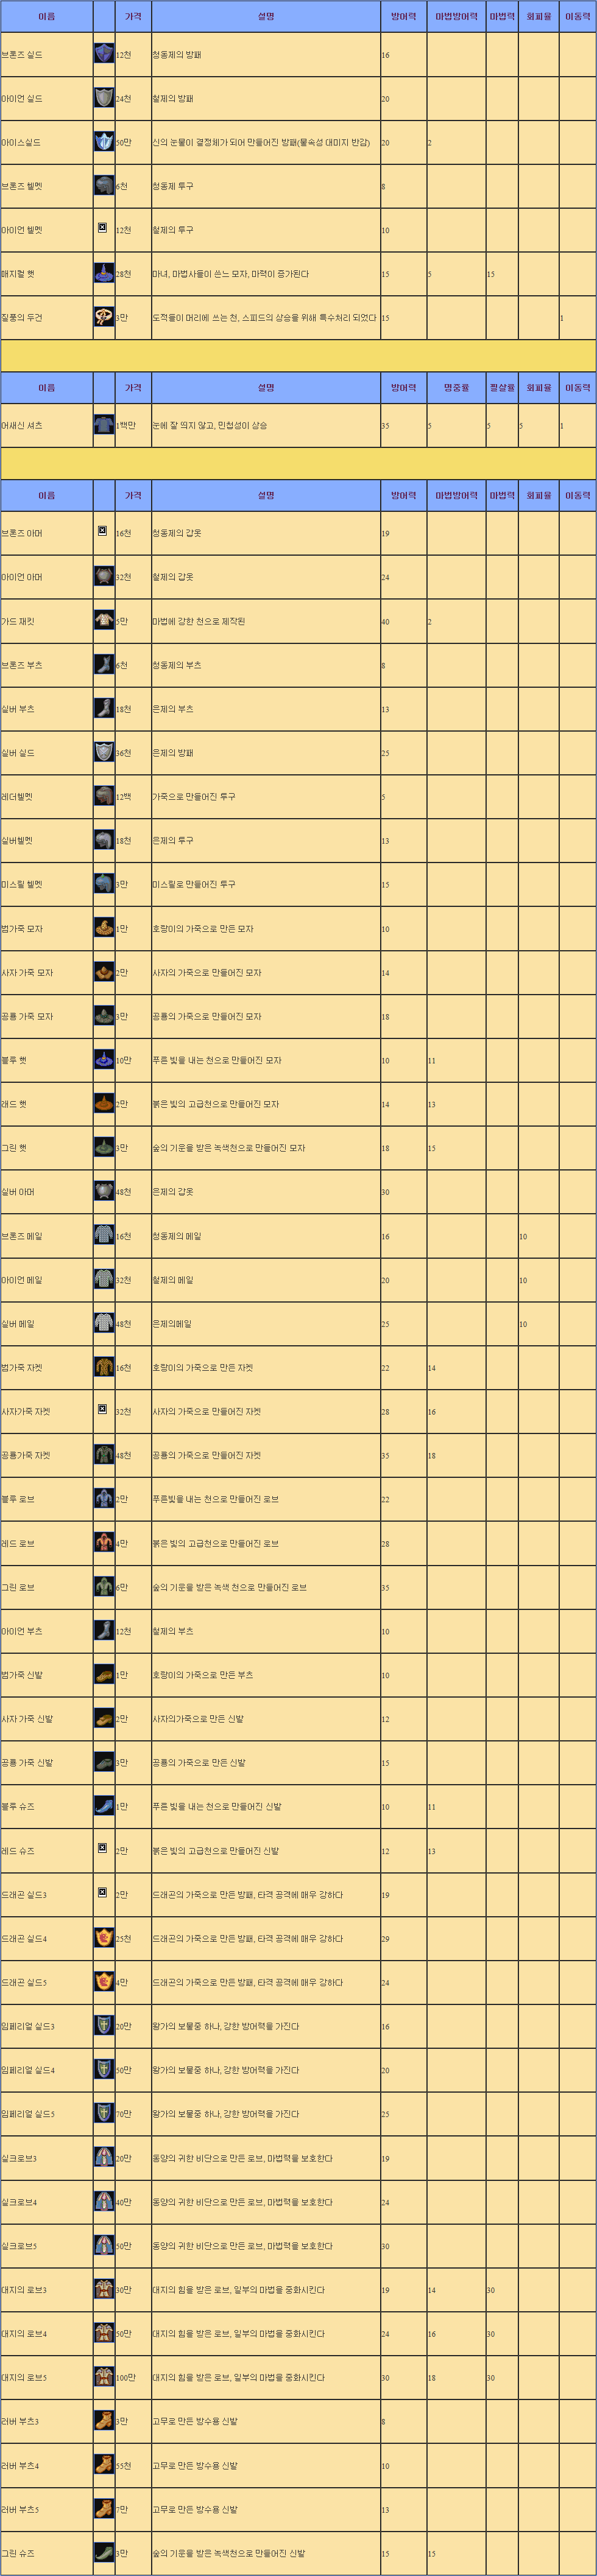 이름 가격 설명 방어력 마법방어력 마법력 회피율 이동력
브론즈 실드 12천 청동제의 방패 16
아이언 실드 24천 철제의 방패 20
아이스실드 50만 신의 눈물이 결정체가 되어 만들어진 방패(물속성 대미지 반감) 20 2
브론즈 헬멧 6천 청동제 투구 8
아이언 헬멧 12천 철제의 투구 10
매지컬 햇 28천 마녀, 마법사들이 쓰느 모자, 마력이 증가된다 15 5 15
질풍의 두건 3만 도적들이 머리에 쓰는 천, 스피드의 상승을 위해 특수처리 되었다 15 1
이름 가격 설명 방어력 명중률 필살률 회피율 이동력
어새신 셔츠 1백만 눈에 잘 띄지 않고, 민첩성이 상승 35 5 5 5 1
이름 가격 설명 방어력 마법방어력 마법력 회피율 이동력
브론즈 아머 16천 청동제의 갑옷 19
아이언 아머 32천 철제의 갑옷 24
가드 재킷 5만 마법에 강한 천으로 제작된 40 2
브론즈 부츠 6천 청동제의 부츠 8
실버 부츠 18천 은제의 부츠 13
실버 실드 36천 은제의 방패 25
레더헬멧 12백 가죽으로 만들어진 투구 5
실버헬멧 18천 은제의 투구 13
미스릴 헬멧 3만 미스릴로 만들어진 투구 15
범가죽 모자 1만 호랑이의 가죽으로 만든 모자 10
사자 가죽 모자 2만 사자의 가죽으로 만들어진 모자 14
공룡 가죽 모자 3만 공룡의 가죽으로 만들어진 모자 18
블루 햇 10만 푸른 빛을 내는 천으로 만들어진 모자 10 11
래드 햇 2만 붉은 빛의 고급천으로 만들어진 모자 14 13
그린 햇 3만 숲의 기운을 받은 녹색천으로 만들어진 모자 18 15
실버 아머 48천 은제의 갑옷 30
브론즈 메일 16천 청동제의 메일 16 10
아이언 메일 32천 철제의 메일 20 10
실버 메일 48천 은제의메일 25 10
범가죽 자켓 16천 호랑이의 가죽으로 만든 자켓 22 14
사자가죽 자켓 32천 사자의 가죽으로 만들어진 자켓 28 16
공룡가죽 자켓 48천 공룡의 가죽으로 만들어진 자켓 35 18
블루 로브 2만 푸른빛을 내는 천으로 만들어진 로브 22
레드 로브 4만 붉은 빛의 고급천으로 만들어진 로브 28
그린 로브 6만 숲의 기운을 받은 녹색 천으로 만들어진 로브 35
아이언 부츠 12천 철제의 부츠 10
범가죽 신발 1만 호랑이의 가죽으로 만든 부츠 10
사자 가죽 신발 2만 사자의가죽으로 만든 신발 12
공룡 가죽 신발 3만 공룡의 가죽으로 만든 신발 15
블루 슈즈 1만 푸른 빛을 내는 천으로 만들어진 신발 10 11
레드 슈즈 2만 붉은 빛의 고급천으로 만들어진 신발 12 13
드래곤 실드3 2만 드래곤의 가죽으로 만든 방패, 타격 공격에 매우 강하다 19
드래곤 실드4 25천 드래곤의 가죽으로 만든 방패, 타격 공격에 매우 강하다 29
드래곤 실드5 4만 드래곤의 가죽으로 만든 방패, 타격 공격에 매우 강하다 24
임페리얼 실드3 20만 왕가의 보물중 하나, 강한 방어력을 가진다 16
임페리얼 실드4 50만 왕가의 보물중 하나, 강한 방어력을 가진다 20
임페리얼 실드5 70만 왕가의 보물중 하나, 강한 방어력을 가진다 25
실크로브3 20만 동양의 귀한 비단으로 만든 로브, 마법력을 보호한다 19
실크로브4 40만 동양의 귀한 비단으로 만든 로브, 마법력을 보호한다 24
실크로브5 50만 동양의 귀한 비단으로 만든 로브, 마법력을 보호한다 30
대지의 로브3 30만 대지의 힘을 받은 로브, 일부의 마법을 중화시킨다 19 14 30
대지의 로브4 50만 대지의 힘을 받은 로브, 일부의 마법을 중화시킨다 24 16 30
대지의 로브5 100만 대지의 힘을 받은 로브, 일부의 마법을 중화시킨다 30 18 30
러버 부츠3 3만 고무로 만든 방수용 신발 8
러버 부츠4 55천 고무로 만든 방수용 신발 10
러버 부츠5 7만 고무로 만든 방수용 신발 13
그린 슈즈 3만 숲의 기운을 받은 녹색천으로 만들어진 신발 15 15